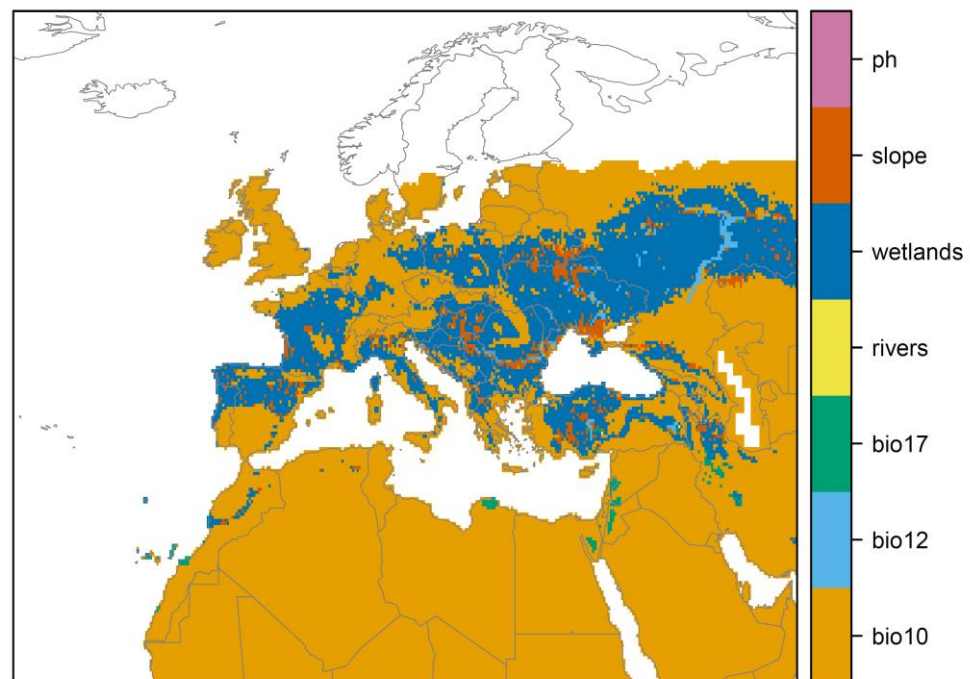 ph
slope
wetlands
rivers
bio17
bio12
bio10